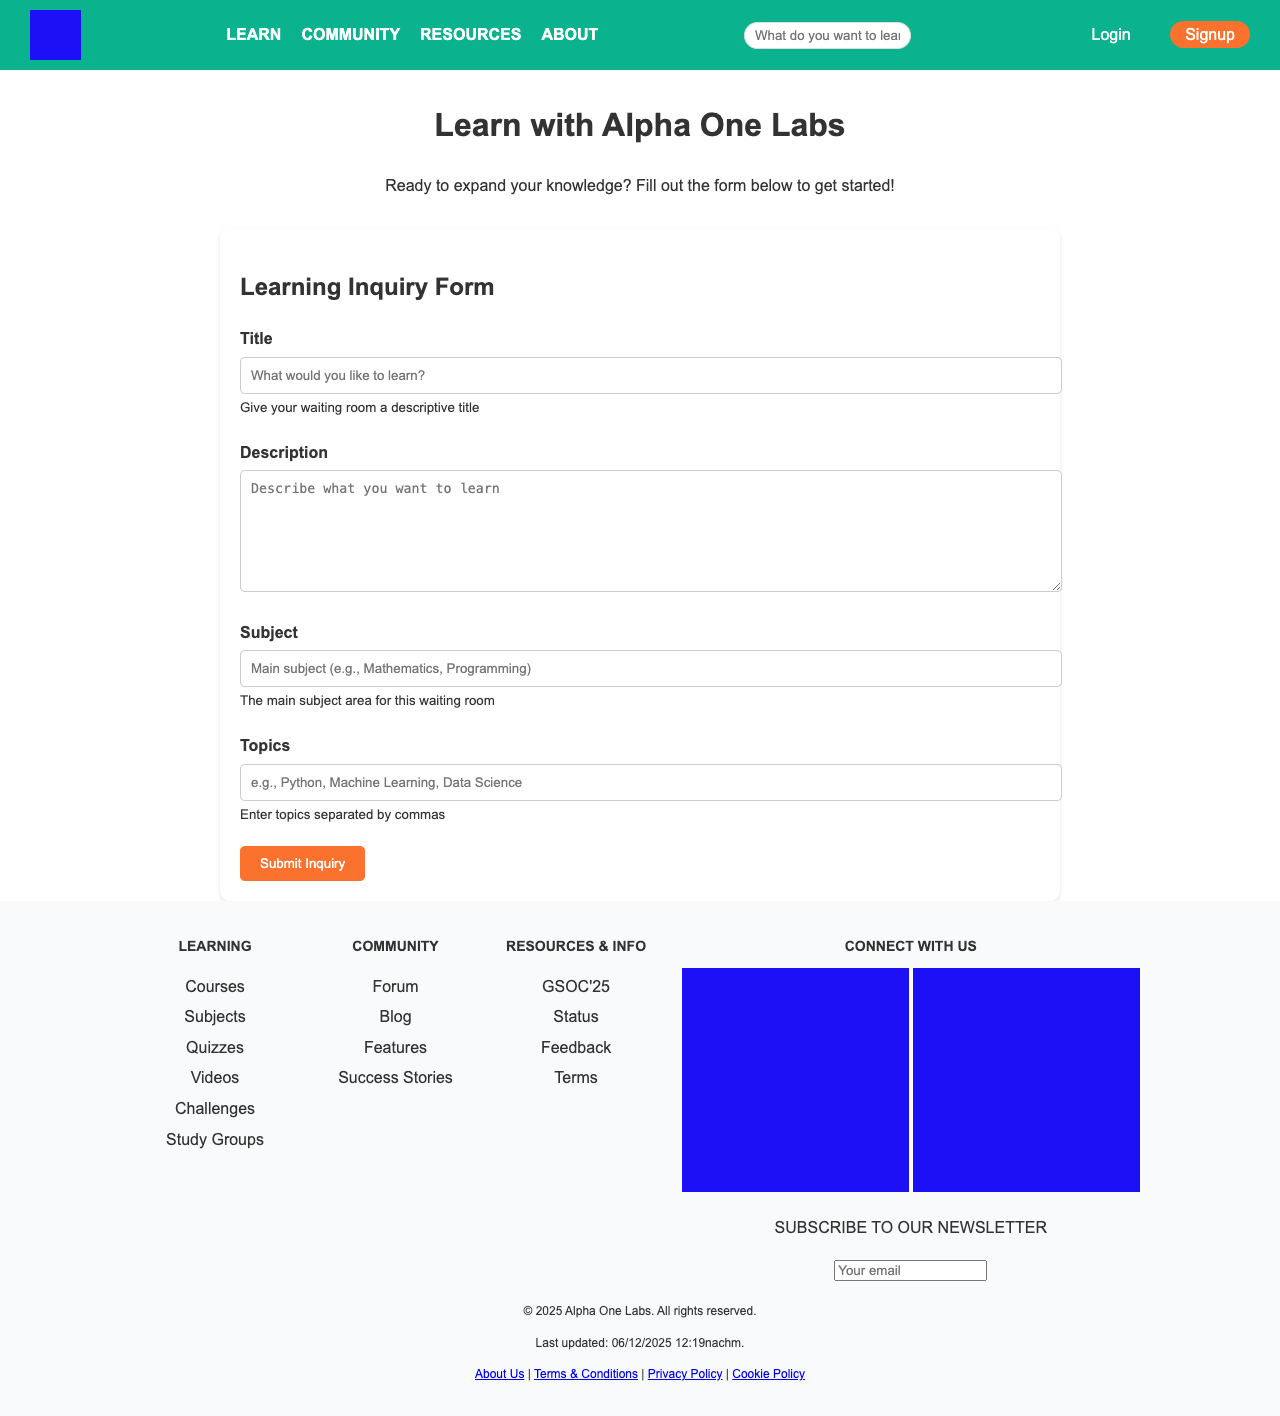 LEARN COMMUNITY RESOURCES ABOUT What do you want to lear Login Signup
Learn with Alpha One Labs
Ready to expand your knowledge? Fill out the form below to get started!
Learning Inquiry Form
Title
What would you like to learn?
Give your waiting room a descriptive title
Description
Describe what you want to learn
Subject
Main subject (e.g., Mathematics, Programming)
The main subject area for this waiting room
Topics
e.g., Python, Machine Learning, Data Science
Enter topics separated by commas
Submit Inquiry
LEARNING
Courses
Subjects
Quizzes
Videos
Challenges
Study Groups
COMMUNITY
Forum
Blog
Features
Success Stories
RESOURCES & INFO
GSOC'25
Status
Feedback
Terms
CONNECT WITH US
SUBSCRIBE TO OUR NEWSLETTER
Your email
© 2025 Alpha One Labs. All rights reserved.
Last updated: 06/12/2025 12:19nachm.
About Us | Terms & Conditions | Privacy Policy | Cookie Policy